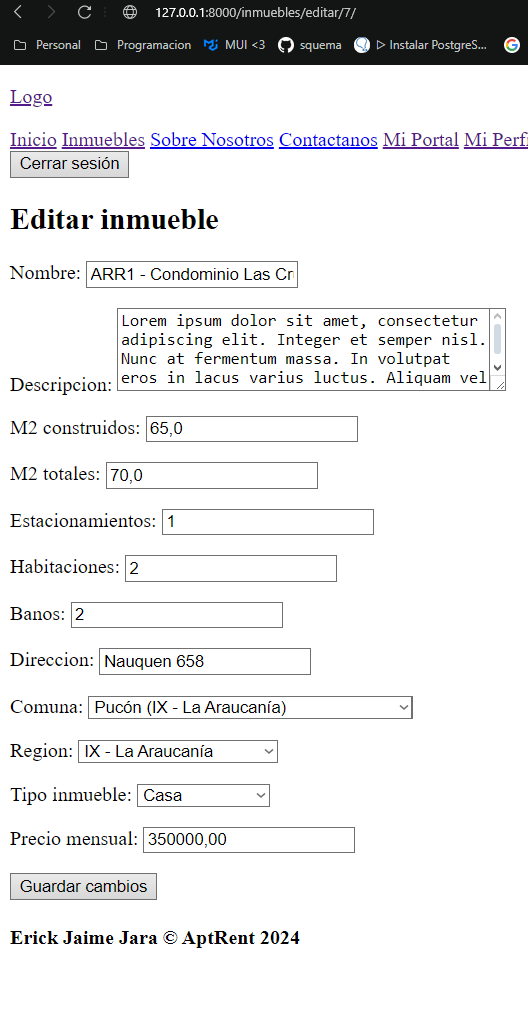 127.0.0.1:8000/inmuebles/editar/7/
Personal Programacion MUI <3 squema ▷ Instalar PostgreS...
Logo
Inicio Inmuebles Sobre Nosotros Contactanos Mi Portal Mi Perfi
Cerrar sesión
Editar inmueble
Nombre: ARR1 - Condominio Las Cr
Lorem ipsum dolor sit amet, consectetur
adipiscing elit. Integer et semper nisl.
Nunc at fermentum massa. In volutpat
eros in lacus varius luctus. Aliquam vel
Descripcion:
M2 construidos: 65,0
M2 totales: 70,0
Estacionamientos: 1
Habitaciones: 2
Banos: 2
Direccion: Nauquen 658
Comuna: Pucón (IX - La Araucanía)
Region: IX - La Araucanía
Tipo inmueble: Casa
Precio mensual: 350000,00
Guardar cambios
Erick Jaime Jara © AptRent 2024